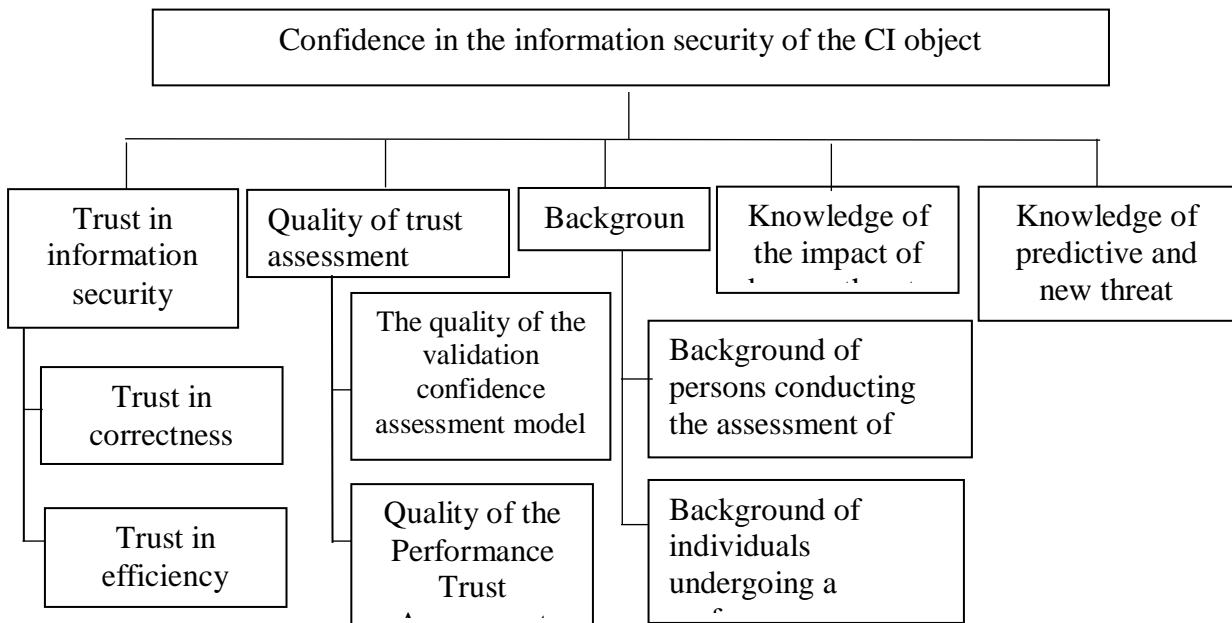 Confidence in the information security of the CI object
Trust in
information
security
Quality of trust
assessment
Backgroun
Knowledge of
the impact of
Knowledge of
predictive and
new threat
The quality of the
validation
confidence
assessment model
Background of
persons conducting
the assessment of
Trust in
correctness
Quality of the
Performance
Trust
Background of
individuals
undergoing a
Trust in
efficiency